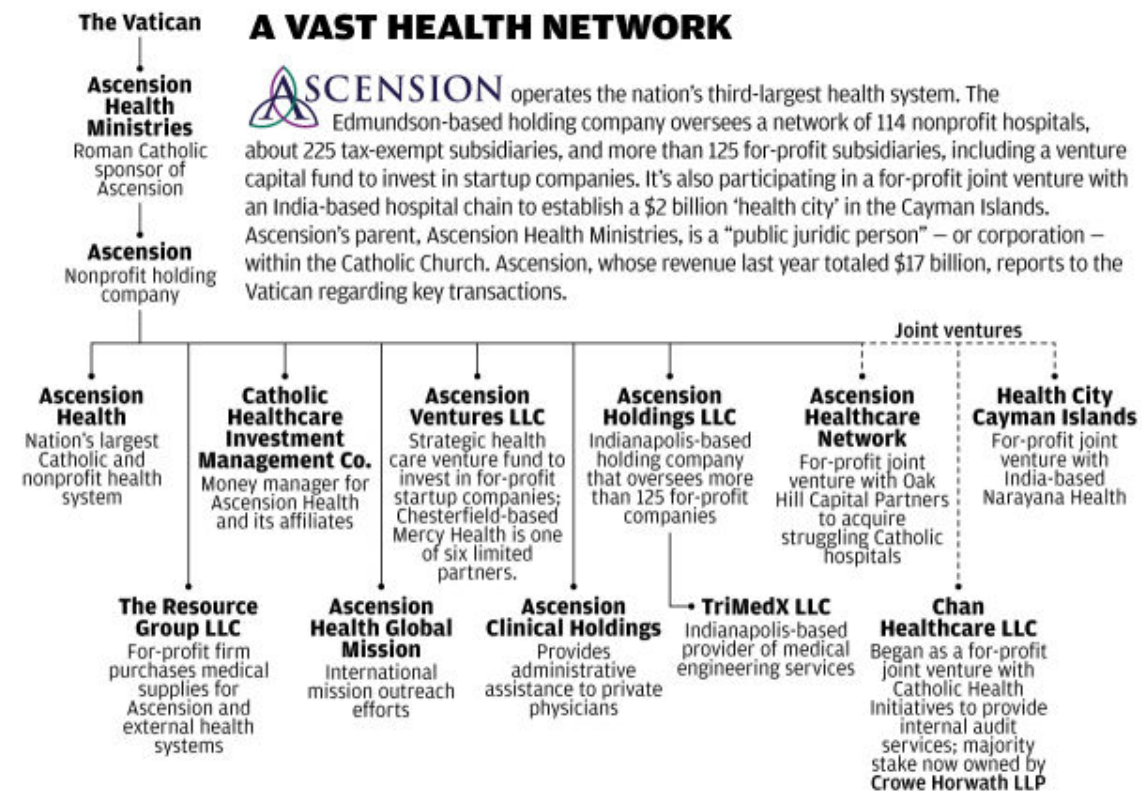 The Vatican
A VAST HEALTH NETWORK
Ascension
Health
Ministries
Roman Catholic
sponsor of
Ascension
Ascension
Nonprofit holding
company
ASCENSION operates the nation's third-largest health system. The
Edmundson-based holding company oversees a network of 114 nonprofit hospitals,
about 225 tax-exempt subsidiaries, and more than 125 for-profit subsidiaries, including a venture
capital fund to invest in startup companies. It's also participating in a for-profit joint venture with
an India-based hospital chain to establish a $2 billion 'health city' in the Cayman Islands.
Ascension's parent, Ascension Health Ministries, is a “public juridic person” – or corporation –
within the Catholic Church. Ascension, whose revenue last year totaled $17 billion, reports to the
Vatican regarding key transactions.
Joint ventures
Ascension
Health
Nation's largest
Catholic and
nonprofit health
system
Catholic
Healthcare
Investment
Management Co.
Money manager for
Ascension Health
and its affiliates
Ascension
Ventures LLC
Strategic health
care venture fund to
invest in for-profit
startup companies;
Chesterfield-based
Mercy Health is one
of six limited
partners.
Ascension
Holdings LLC
Indianapolis-based
holding company
that oversees more
than 125 for-profit
companies
Ascension
Healthcare
Network
For-profit joint
venture with Oak
Hill Capital Partners
to acquire
struggling Catholic
hospitals
Health City
Cayman Islands
For-profit joint
venture with
India-based
Narayana Health
The Resource
Group LLC
For-profit firm
purchases medical
supplies for
Ascension and
external health
systems
Ascension
Health Global
Mission
International
mission outreach
efforts
Ascension
Clinical Holdings
Provides
administrative
assistance to private
physicians
TriMedX LLC
Indianapolis-based
provider of medical
engineering services
Chan
Healthcare LLC
Began as a for-profit
joint venture with
Catholic Health
Initiatives to provide
internal audit
services; majority
stake now owned by
Crowe Horwath LLP